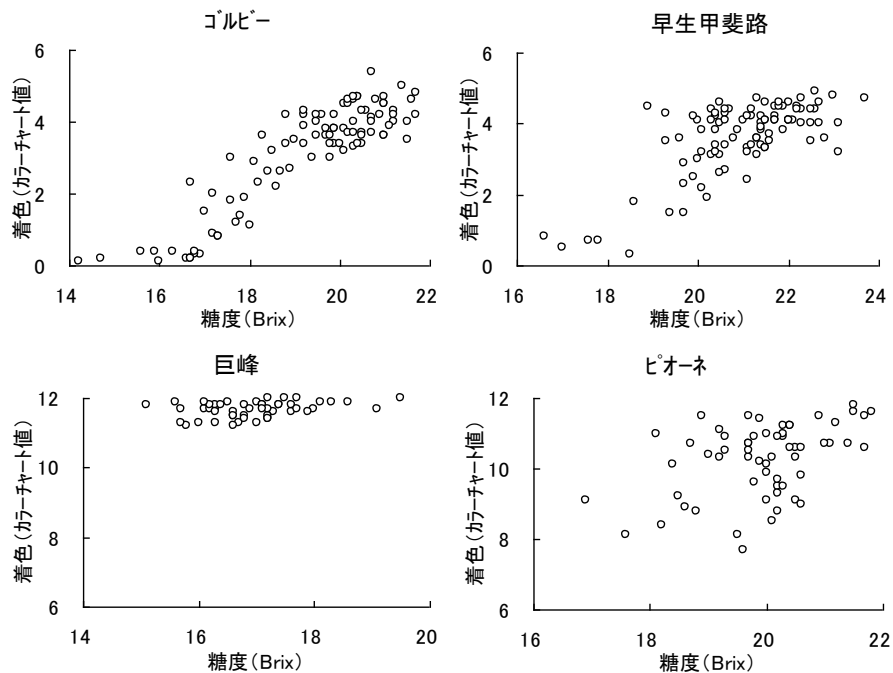 ｺﾞﾙﾋﾞｰ
着色(カラーチャート値)
6
4
2
0
14 16 18 20 22
糖度(Brix)
早生甲斐路
着色(カラーチャート値)
6
4
2
0
16 18 20 22 24
糖度(Brix)
巨峰
着色(カラーチャート値)
12
10
8
6
14 16 18 20
糖度(Brix)
ﾋﾟｵｰﾈ
着色(カラーチャート値)
12
10
8
6
16 18 20 22
糖度(Brix)